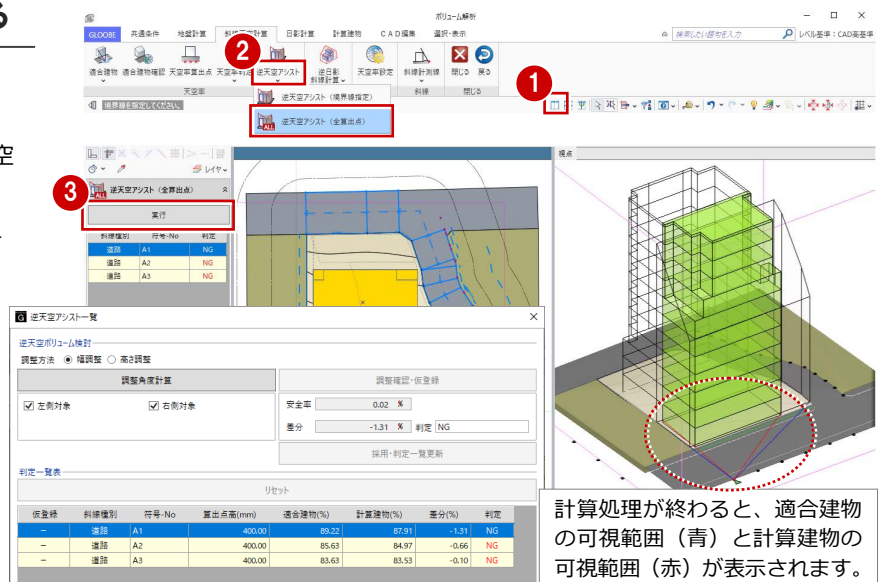 る
空
ボリューム解析
GLOOBE 共通条件 地盤計算 日影計算 計算建物 CAD編集 選択・表示
検索したい語句を入力 レベル基準：CAD高基準
適合建物 適合建物確認 天空率算出点 逆天空アシスト 逆日影斜線計算 天空率設定 斜線計測線 閉じる 戻る
天空率 斜線 閉じる
2
1
境界線を指定してください。
逆天空アシスト（境界線指定）
逆天空アシスト（全算出点）
レイヤ
視点
3
逆天空アシスト（全算出点）
実行
斜線種別 符号-No 判定
道路 A1 NG
道路 A2 NG
道路 A3 NG
逆天空アシスト一覧
逆天空ボリューム検討
調整方法 幅調整 高さ調整
調整角度計算 調整確認・仮登録
左側対象 右側対象 安全率 0.02 %
差分 -1.31 % 判定 NG
採用・判定一覧更新
判定一覧表
リセット
仮登録 斜線種別 符号-No 算出点高(mm) 適合建物(%) 計算建物(%) 差分(%) 判定
− 道路 A1 400.00 89.22 87.91 -1.31 NG
− 道路 A2 400.00 85.63 84.97 -0.66 NG
− 道路 A3 400.00 83.63 83.53 -0.10 NG
計算処理が終わると、適合建物
の可視範囲（青）と計算建物の
可視範囲（赤）が表示されます。